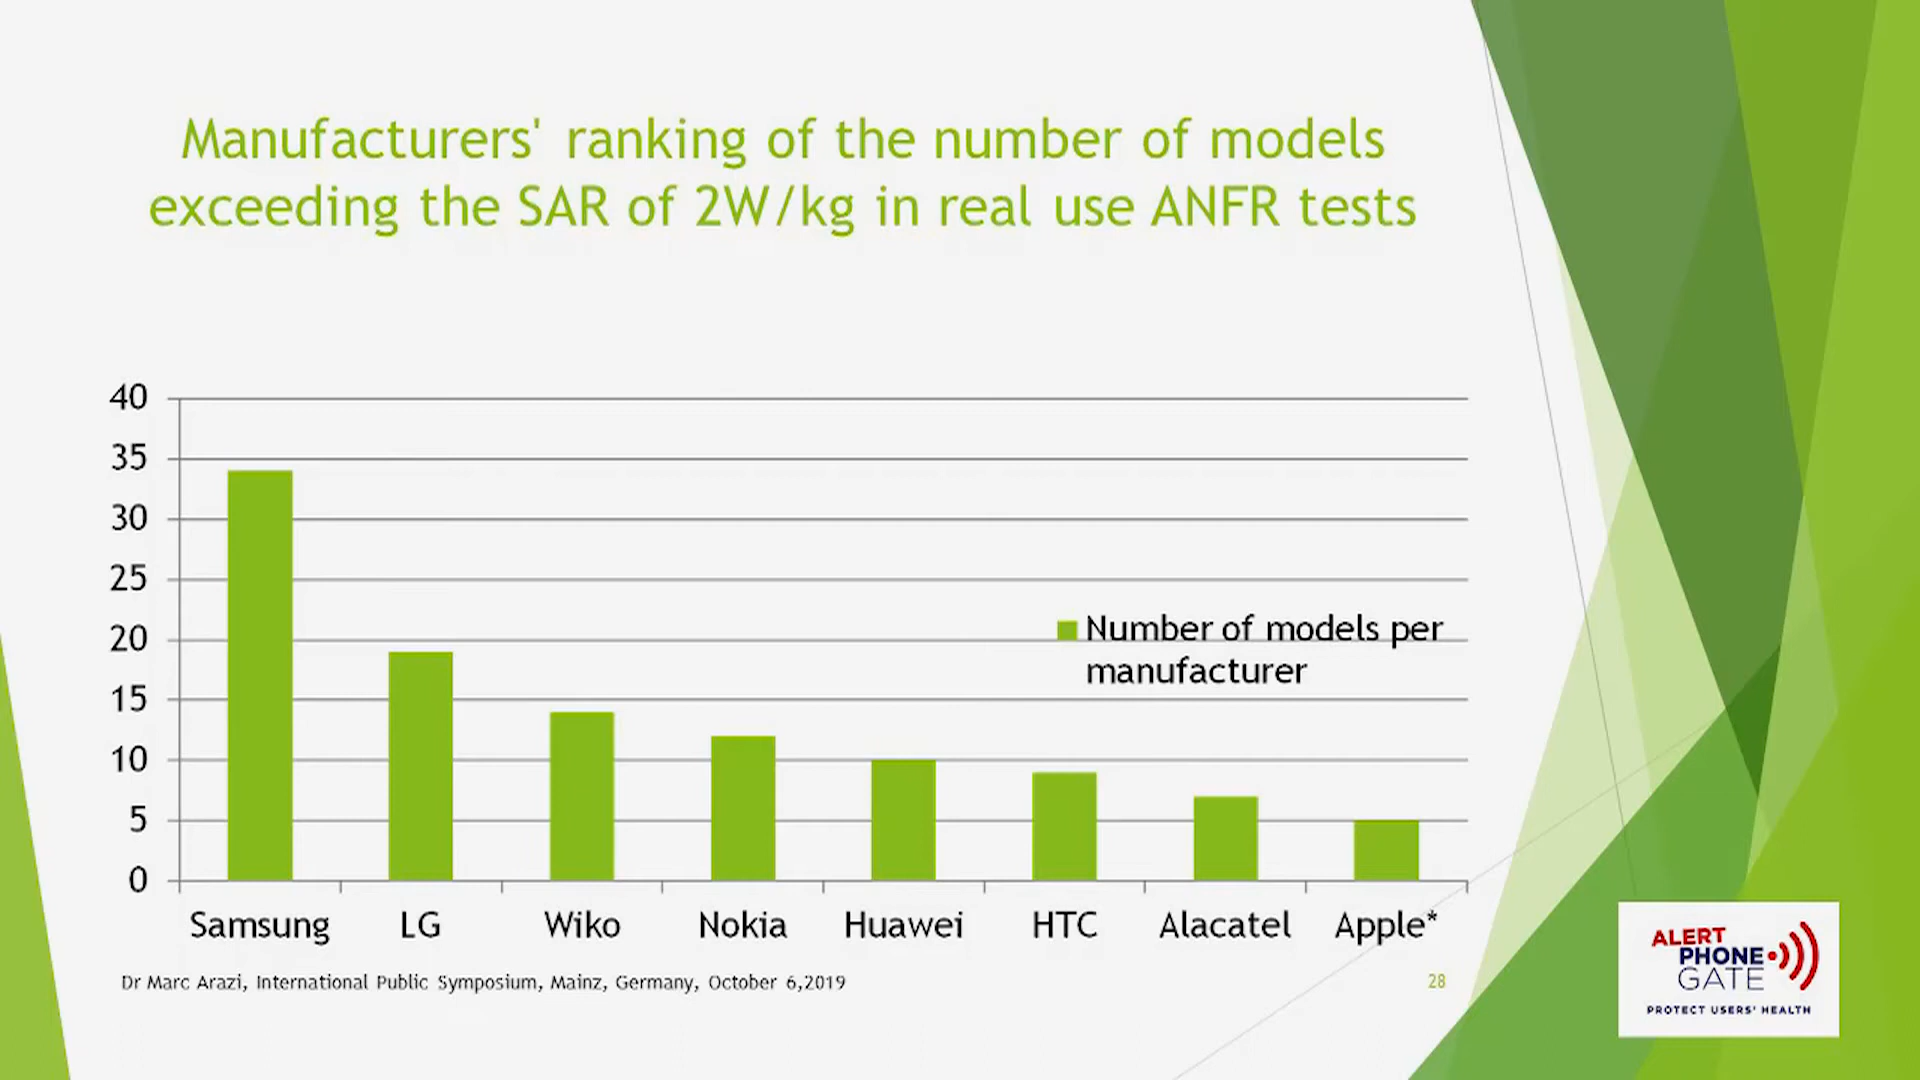 Manufacturers' ranking of the number of models
exceeding the SAR of 2W/kg in real use ANFR tests
40
35
30
25
20
15
10
5
0
Number of models per
manufacturer
Samsung LG Wiko Nokia Huawei HTC Alacatel Apple*
Dr Marc Arazi, International Public Symposium, Mainz, Germany, October 6,2019
28
ALERT
PHONE
GATE
PROTECT USERS' HEALTH